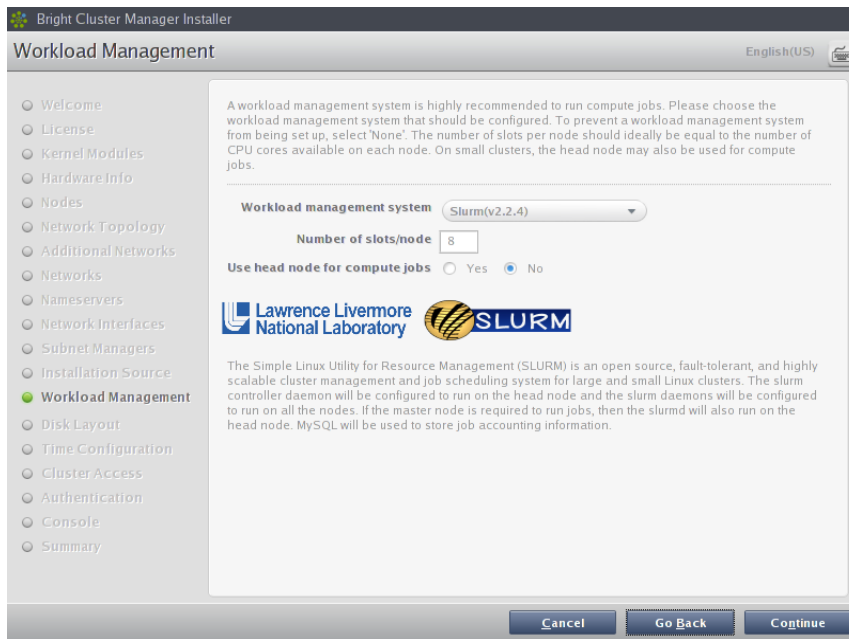 Bright Cluster Manager Installer
Workload Management
English(US)
Welcome
License
Kernel Modules
Hardware Info
Nodes
Network Topology
Additional Networks
Networks
Nameservers
Network Interfaces
Subnet Managers
Installation Source
Workload Management
Disk Layout
Time Configuration
Cluster Access
Authentication
Console
Summary
A workload management system is highly recommended to run compute jobs. Please choose the
workload management system that should be configured. To prevent a workload management system
from being set up, select 'None'. The number of slots per node should ideally be equal to the number of
CPU cores available on each node. On small clusters, the head node may also be used for compute
jobs.
Workload management system Slurm(v2.2.4)
Number of slots/node 8
Use head node for compute jobs Yes No
Lawrence Livermore
National Laboratory
SLURM
The Simple Linux Utility for Resource Management (SLURM) is an open source, fault-tolerant, and highly
scalable cluster management and job scheduling system for large and small Linux clusters. The slurm
controller daemon will be configured to run on the head node and the slurm daemons will be configured
to run on all the nodes. If the master node is required to run jobs, then the slurmd will also run on the
head node. MySQL will be used to store job accounting information.
Cancel Go Back Continue